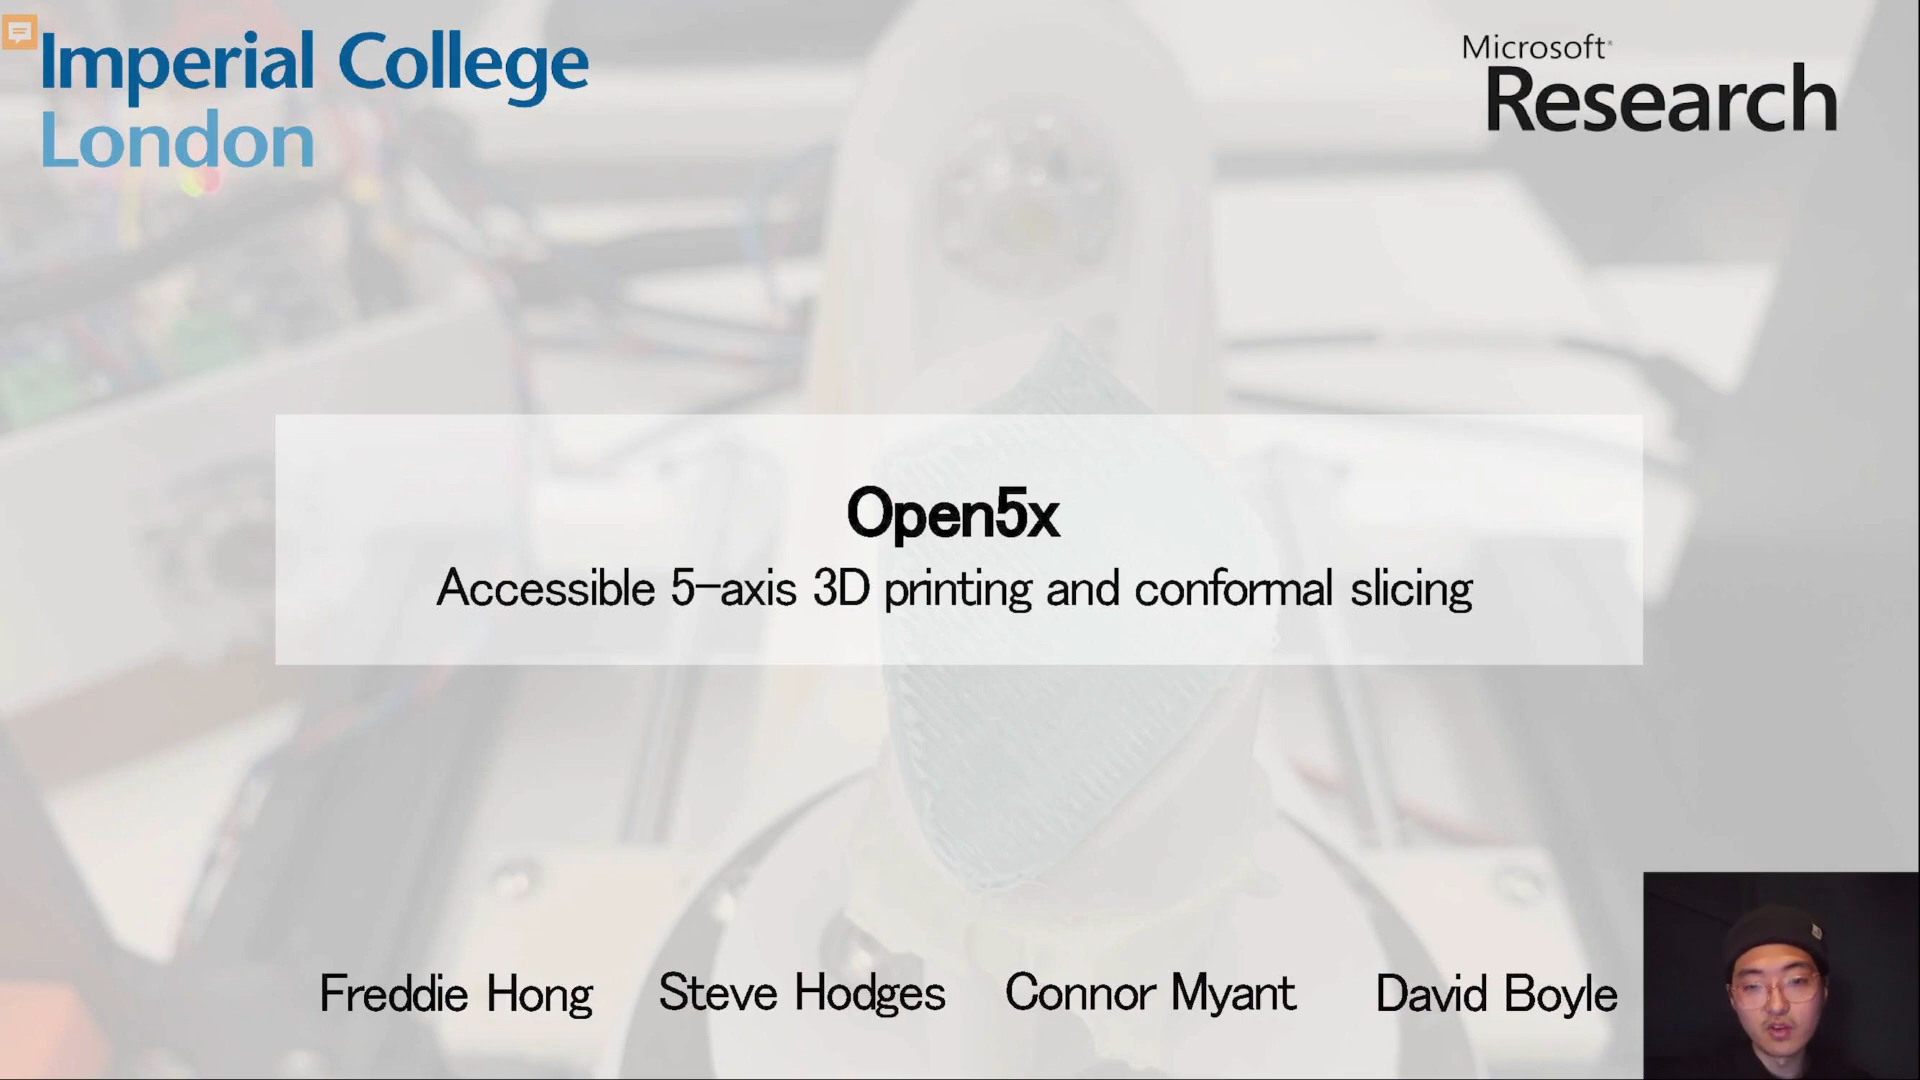 Imperial College
London
Microsoft
Research
Open5x
Accessible 5-axis 3D printing and conformal slicing
Freddie Hong Steve Hodges Connor Myant David Boyle